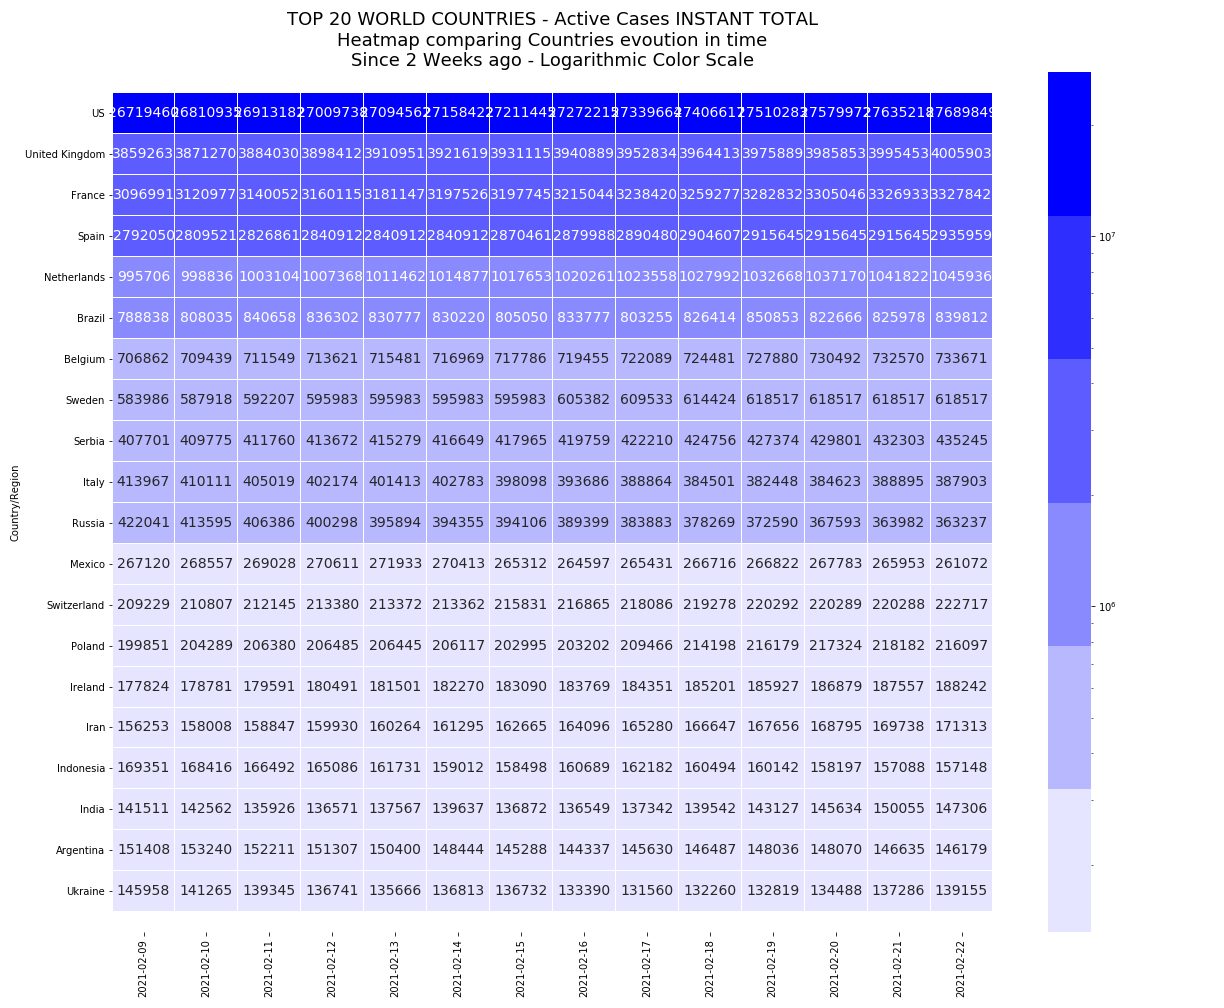 TOP 20 WORLD COUNTRIES - Active Cases INSTANT TOTAL
Heatmap comparing Countries evoution in time
Since 2 Weeks ago - Logarithmic Color Scale
US 26719460 26810935 26913182 27009738 27094562 27158422 27211445 27272215 27339664 27406617 27510282 27579972 27635218 27689849
United Kingdom 3859263 3871270 3884030 3898412 3910951 3921619 3931115 3940889 3952834 3964413 3975889 3985853 3995453 4005903
France 3096991 3120977 3140052 3160115 3181147 3197526 3197745 3215044 3238420 3259277 3282832 3305046 3326933 3327842
Spain 2792050 2809521 2826861 2840912 2840912 2840912 2870461 2879988 2890480 2904607 2915645 2915645 2915645 2935959
Netherlands 995706 998836 1003104 1007368 1011462 1014877 1017653 1020261 1023558 1027992 1032668 1037170 1041822 1045936
Brazil 788838 808035 840658 836302 830777 830220 805050 833777 803255 826414 850853 822666 825978 839812
Belgium 706862 709439 711549 713621 715481 716969 717786 719455 722089 724481 727880 730492 732570 733671
Sweden 583986 587918 592207 595983 595983 595983 595983 605382 609533 614424 618517 618517 618517 618517
Serbia 407701 409775 411760 413672 415279 416649 417965 419759 422210 424756 427374 429801 432303 435245
Italy 413967 410111 405019 402174 401413 402783 398098 393686 388864 384501 382448 384623 388895 387903
Russia 422041 413595 406386 400298 395894 394355 394106 389399 383883 378269 372590 367593 363982 363237
Mexico 267120 268557 269028 270611 271933 270413 265312 264597 265431 266716 266822 267783 265953 261072
Switzerland 209229 210807 212145 213380 213372 213362 215831 216865 218086 219278 220292 220289 220288 222717
Poland 199851 204289 206380 206485 206445 206117 202995 203202 209466 214198 216179 217324 218182 216097
Ireland 177824 178781 179591 180491 181501 182270 183090 183769 184351 185201 185927 186879 187557 188242
Iran 156253 158008 158847 159930 160264 161295 162665 164096 165280 166647 167656 168795 169738 171313
Indonesia 169351 168416 166492 165086 161731 159012 158498 160689 162182 160494 160142 158197 157088 157148
India 141511 142562 135926 136571 137567 139637 136872 136549 137342 139542 143127 145634 150055 147306
Argentina 151408 153240 152211 151307 150400 148444 145288 144337 145630 146487 148036 148070 146635 146179
Ukraine 145958 141265 139345 136741 135666 136813 136732 133390 131560 132260 132819 134488 137286 139155
2021-02-09 2021-02-10 2021-02-11 2021-02-12 2021-02-13 2021-02-14 2021-02-15 2021-02-16 2021-02-17 2021-02-18 2021-02-19 2021-02-20 2021-02-21 2021-02-22
Country/Region
10⁷
10⁶